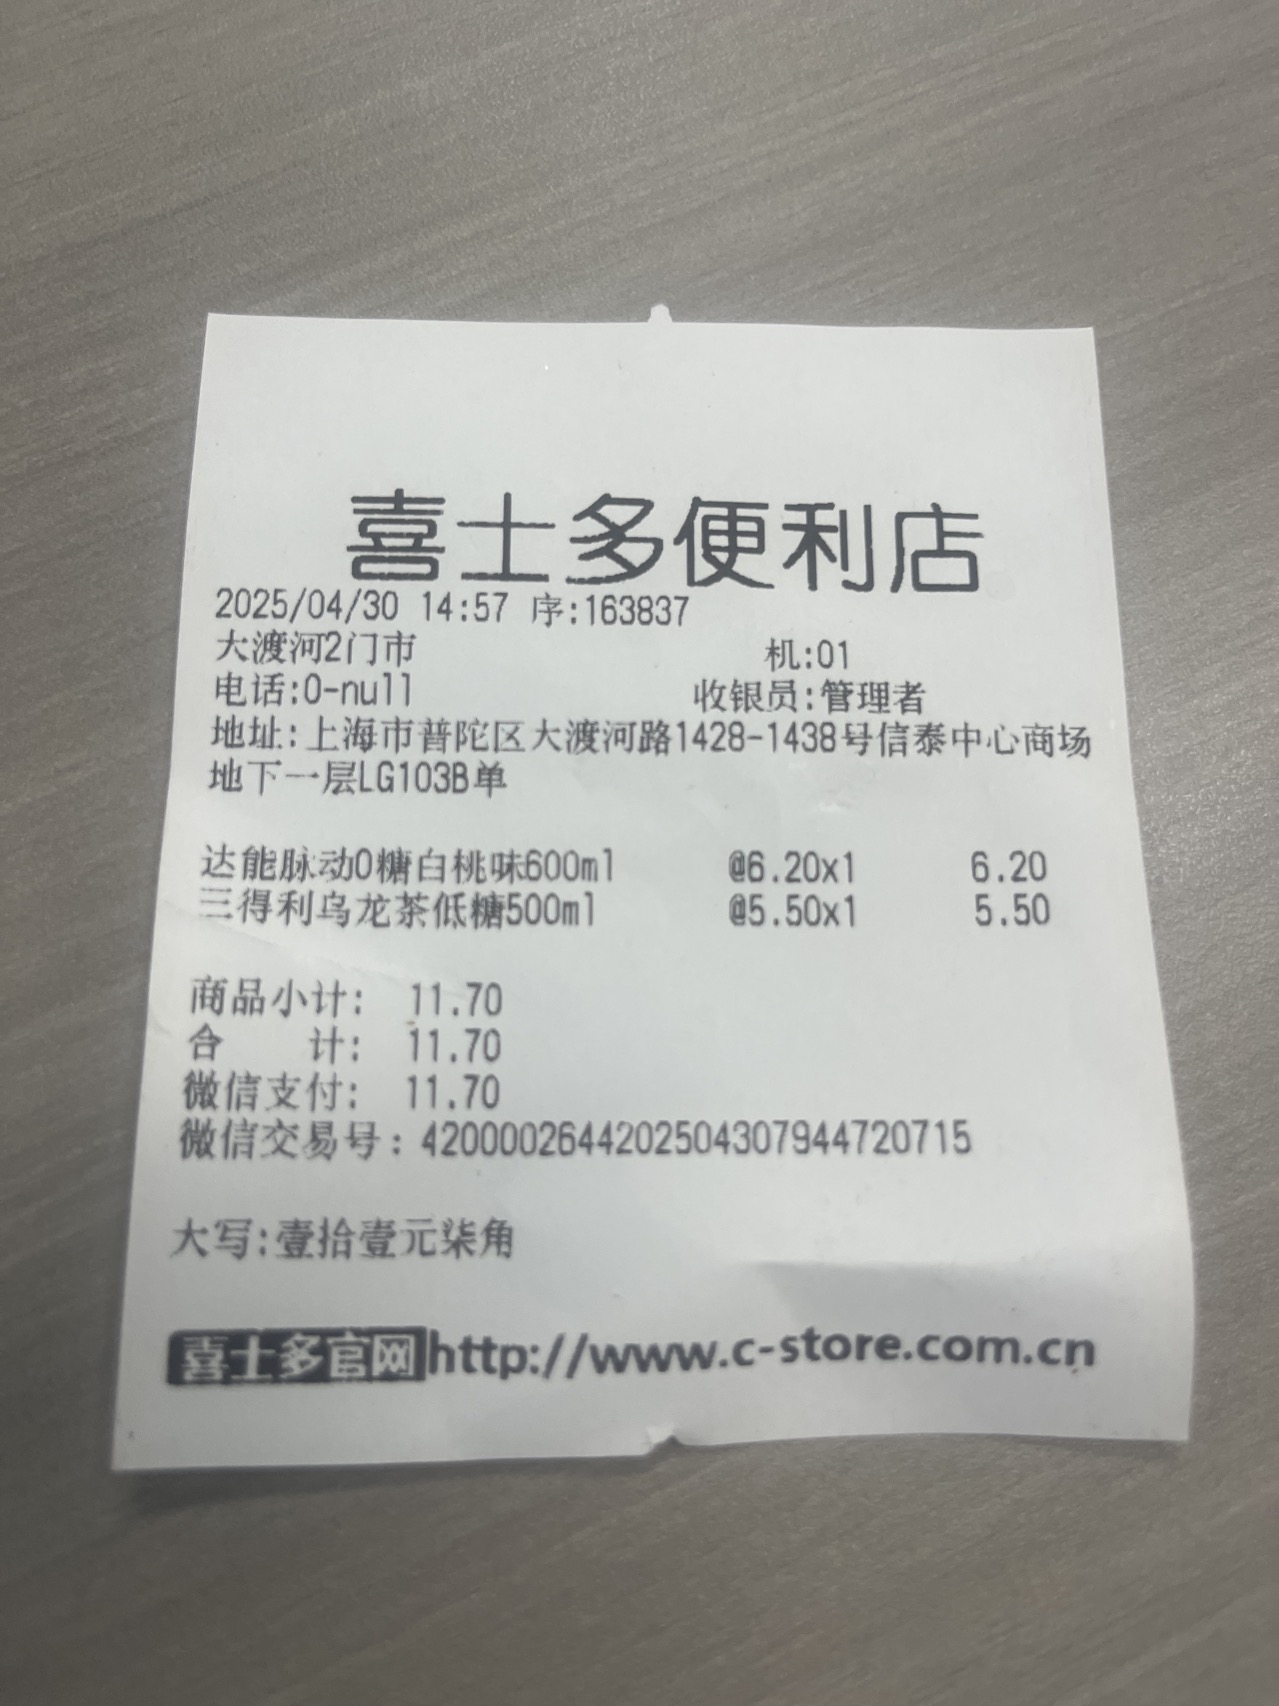 喜士多便利店
2025/04/30 14:57 序:163837
大渡河2门市 机:01
电话:0-null 收银员:管理者
地址:上海市普陀区大渡河路1428-1438号信泰中心商场
地下一层LG103B单
达能脉动0糖白桃味600ml @6.20x1 6.20
三得利乌龙茶低糖500ml @5.50x1 5.50
商品小计: 11.70
合 计: 11.70
微信支付: 11.70
微信交易号:4200002644202504307944720715
大写:壹拾壹元柒角
喜士多官网http://www.c-store.com.cn